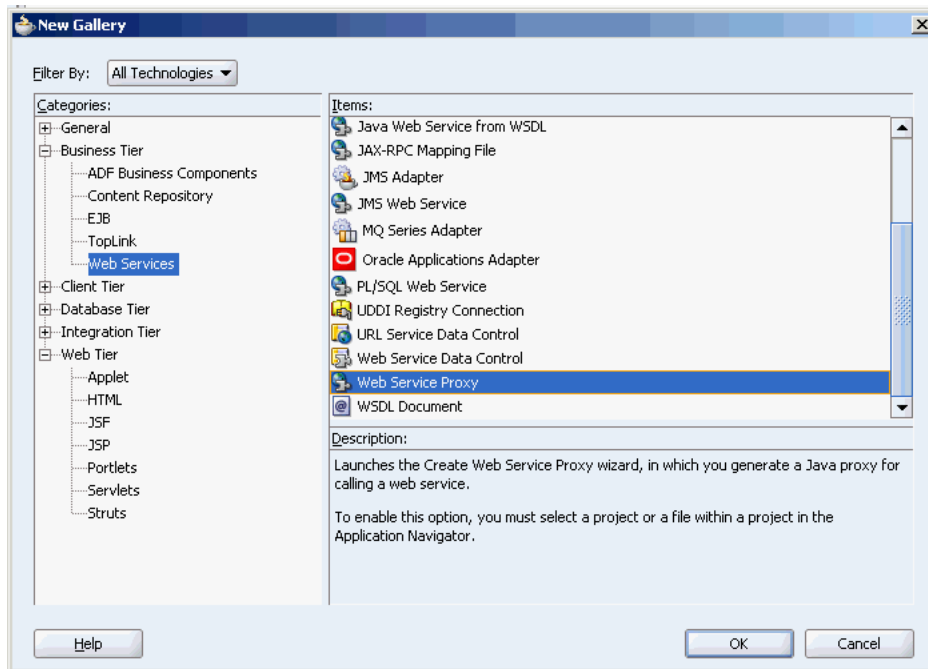 New Gallery
Filter By: All Technologies
Categories:
General
Business Tier
ADF Business Components
Content Repository
EJB
TopLink
Web Services
Client Tier
Database Tier
Integration Tier
Web Tier
Applet
HTML
JSF
JSP
Portlets
Servlets
Struts
Items:
Java Web Service from WSDL
JAX-RPC Mapping File
JMS Adapter
JMS Web Service
MQ Series Adapter
Oracle Applications Adapter
PL/SQL Web Service
UDDI Registry Connection
URL Service Data Control
Web Service Data Control
Web Service Proxy
WSDL Document
Description:
Launches the Create Web Service Proxy wizard, in which you generate a Java proxy for
calling a web service.
To enable this option, you must select a project or a file within a project in the
Application Navigator.
Help
OK
Cancel